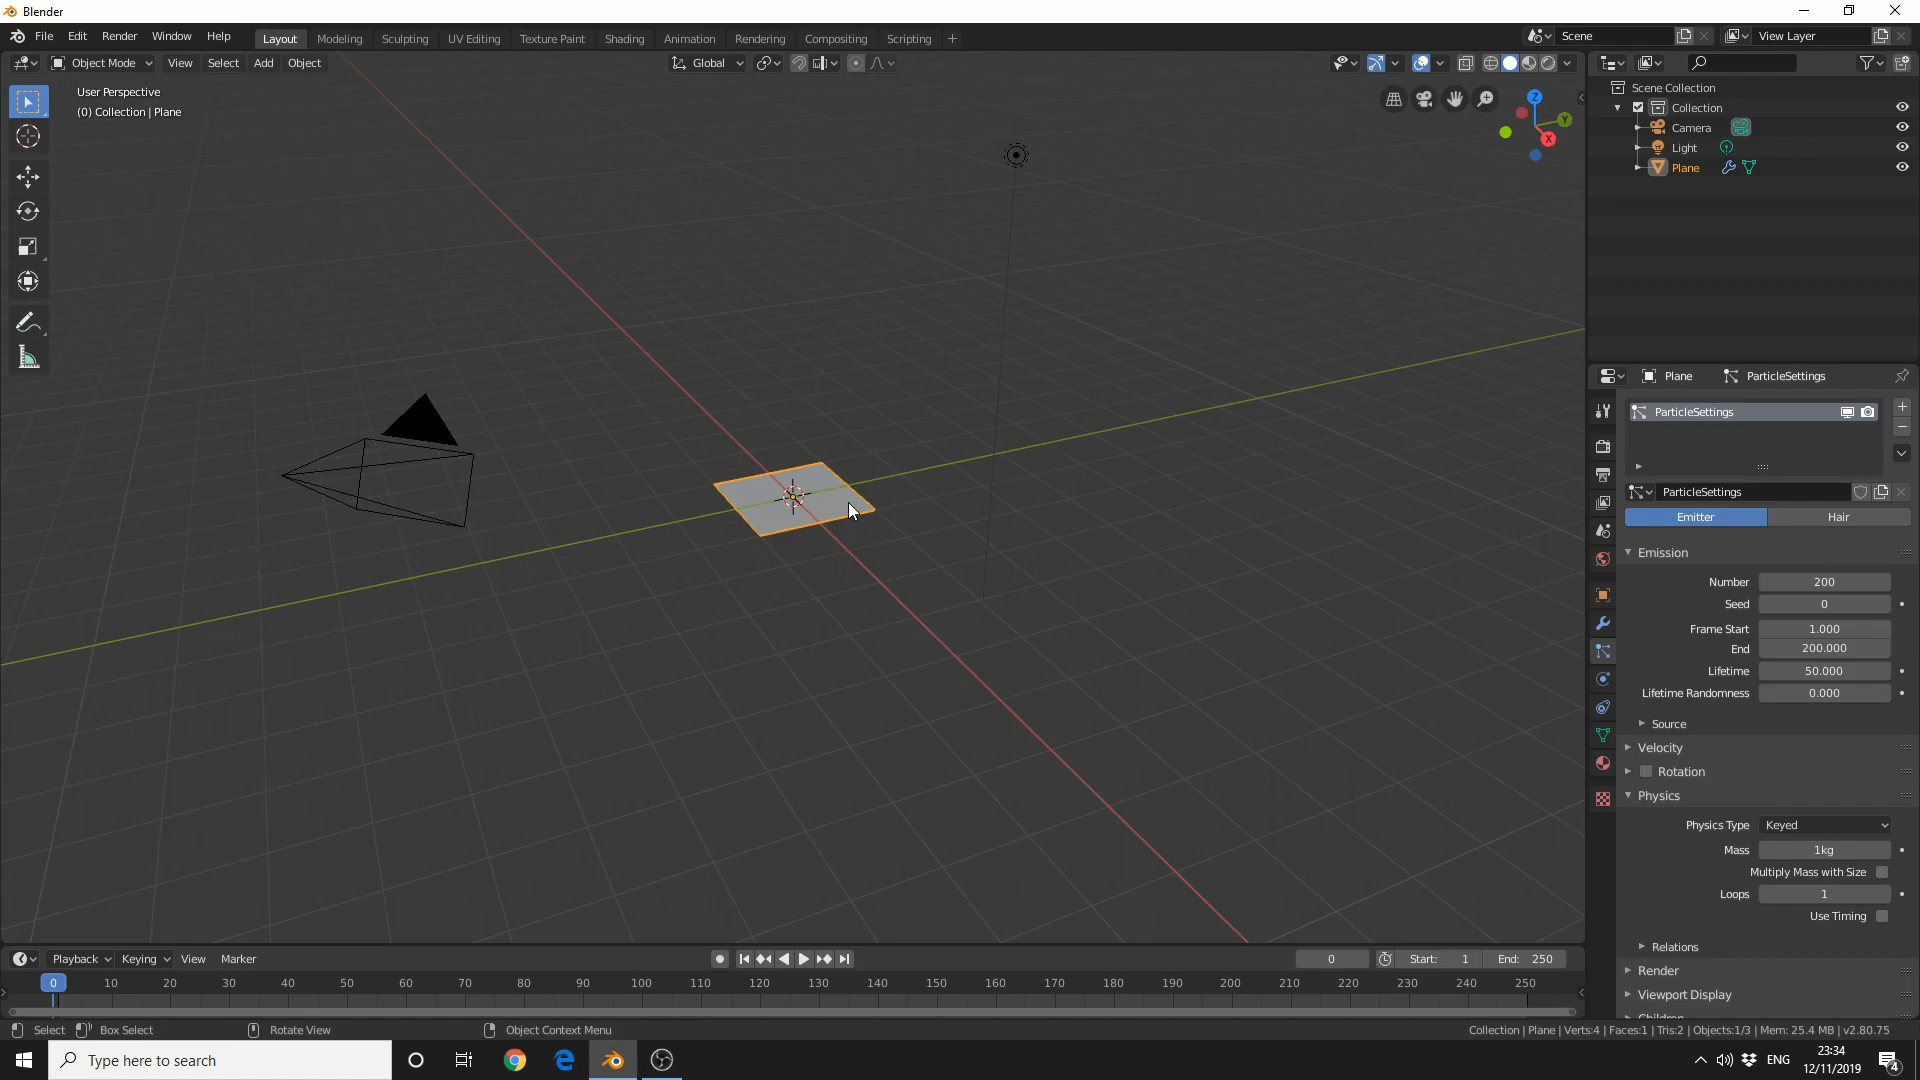 Blender
File Edit Render Window Help
Layout Modeling Sculpting UV Editing Texture Paint Shading Animation Rendering Compositing Scripting
Scene
View Layer
Object Mode View Select Add Object
Global
User Perspective
(0) Collection | Plane
Z
Y
X
Scene Collection
Collection
Camera
Light
Plane
Plane ParticleSettings
ParticleSettings
ParticleSettings
Emitter Hair
Emission
Number 200
Seed 0
Frame Start 1.000
End 200.000
Lifetime 50.000
Lifetime Randomness 0.000
Source
Velocity
Rotation
Physics
Physics Type Keyed
Mass 1kg
Multiply Mass with Size
Loops 1
Use Timing
Relations
Render
Viewport Display
Children
Playback Keying View Marker
0 Start: 1 End: 250
0 10 20 30 40 50 60 70 80 90 100 110 120 130 140 150 160 170 180 190 200 210 220 230 240 250
Select Box Select Rotate View Object Context Menu
Collection | Plane | Verts:4 | Faces:1 | Tris:2 | Objects:1/3 | Mem: 25.4 MB | v2.80.75
Type here to search
ENG
23:34
12/11/2019
4